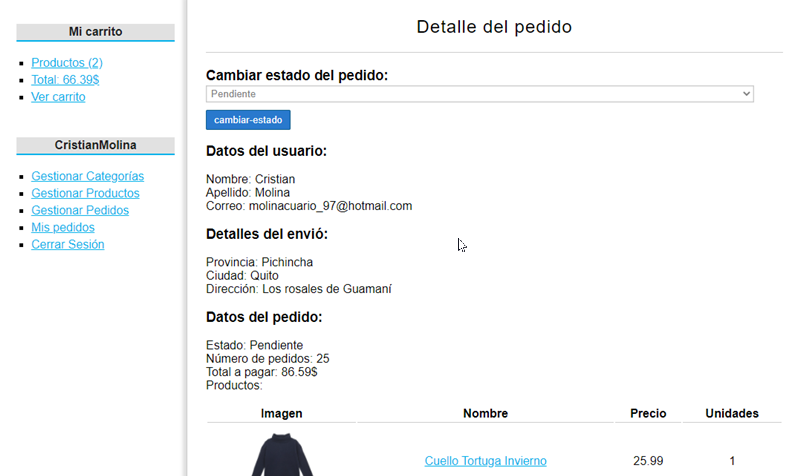 Mi carrito
Productos (2)
Total: 66.39$
Ver carrito
CristianMolina
Gestionar Categorías
Gestionar Productos
Gestionar Pedidos
Mis pedidos
Cerrar Sesión
Detalle del pedido
Cambiar estado del pedido:
Pendiente
cambiar-estado
Datos del usuario:
Nombre: Cristian
Apellido: Molina
Correo: molinacuario_97@hotmail.com
Detalles del envió:
Provincia: Pichincha
Ciudad: Quito
Dirección: Los rosales de Guamaní
Datos del pedido:
Estado: Pendiente
Número de pedidos: 25
Total a pagar: 86.59$
Productos:
Imagen Nombre Precio Unidades
Cuello Tortuga Invierno 25.99 1